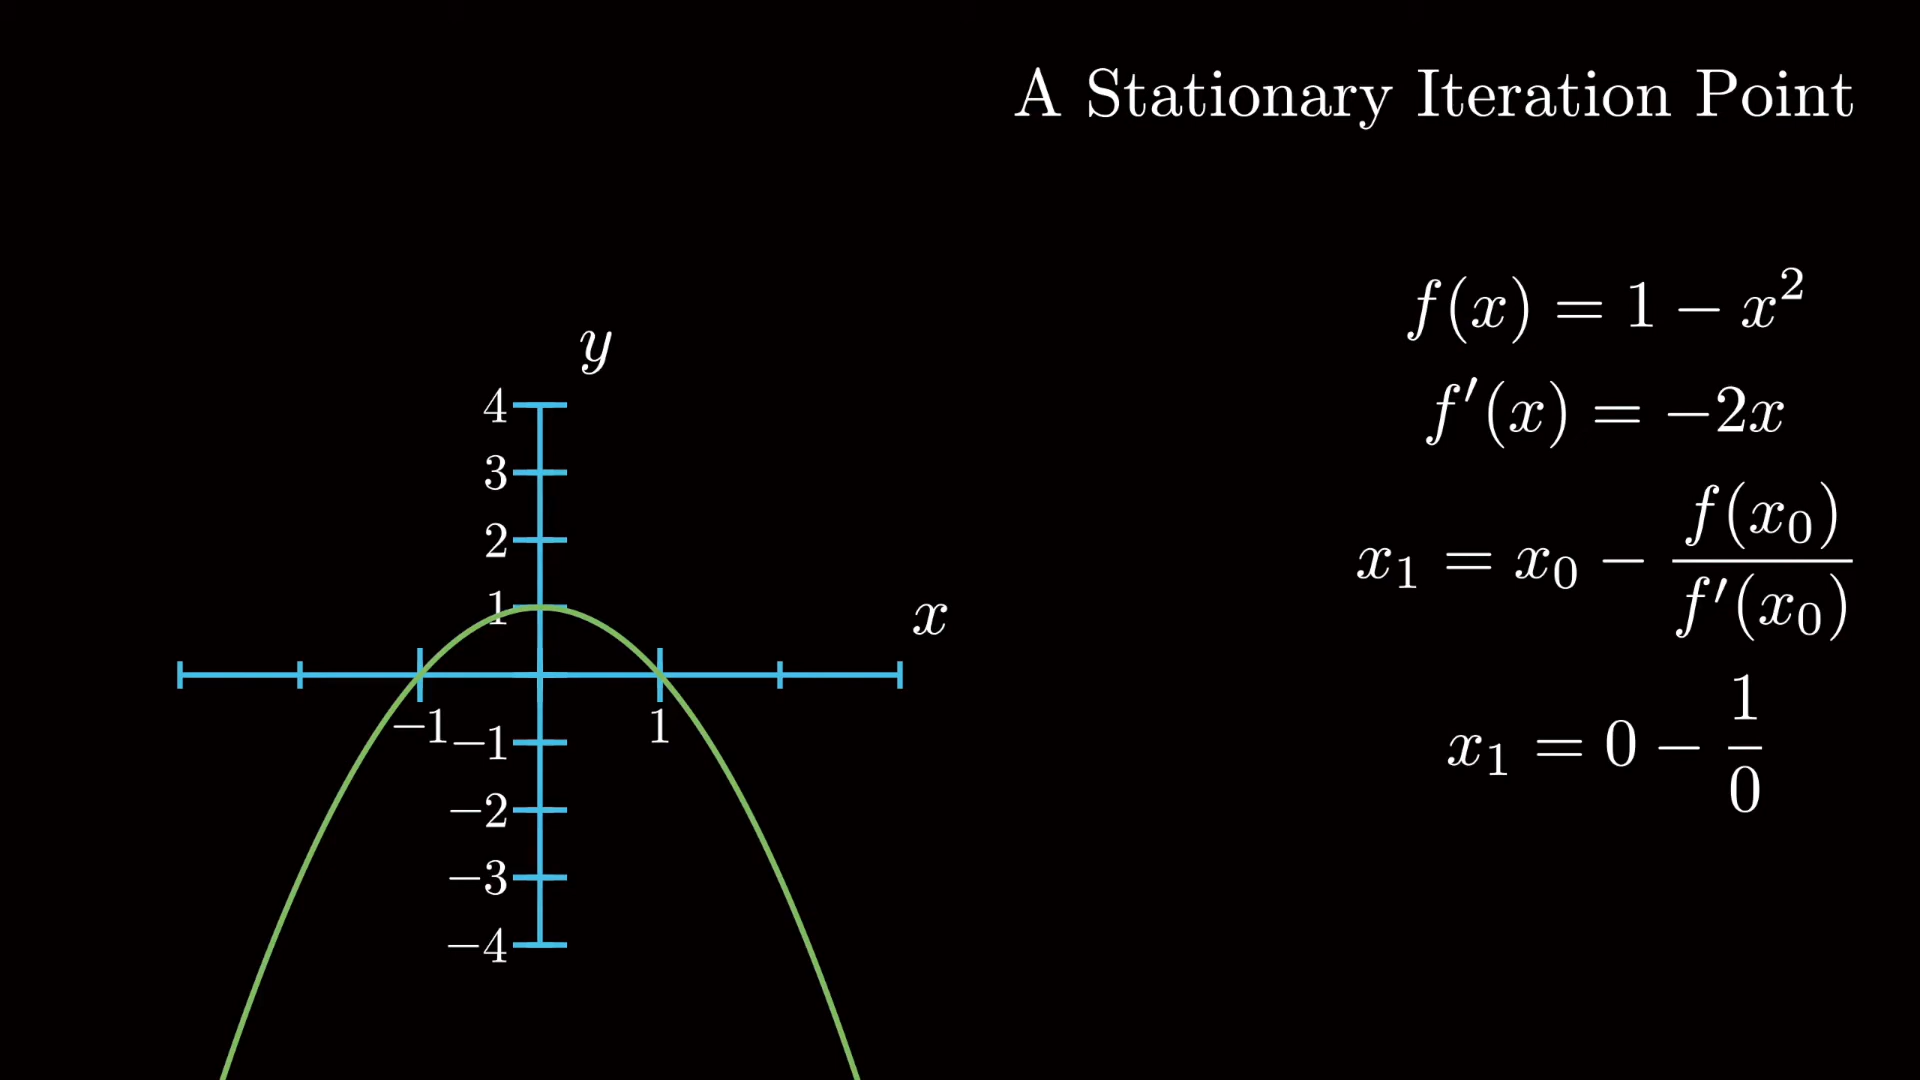 A Stationary Iteration Point
f(x) = 1 − x²
f′(x) = −2x
x₁ = x₀ − f(x₀)/f′(x₀)
x₁ = 0 − 1/0
y
4
3
2
1
x
−1
1
−1
−2
−3
−4